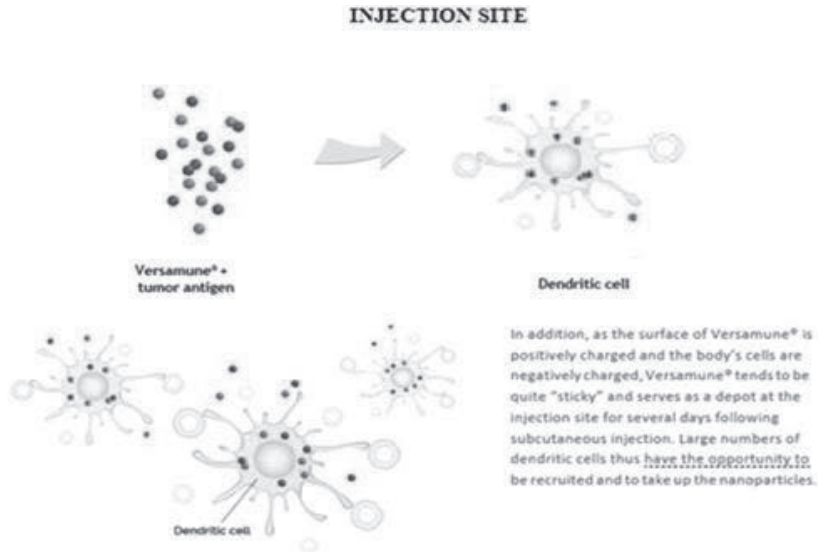 INJECTION SITE
Versamune® +
tumor antigen
Dendritic cell
In addition, as the surface of Versamune® is
positively charged and the body's cells are
negatively charged, Versamune® tends to be
quite "sticky" and serves as a depot at the
injection site for several days following
subcutaneous injection. Large numbers of
dendritic cells thus have the opportunity to
be recruited and to take up the nanoparticles.
Dendritic cell